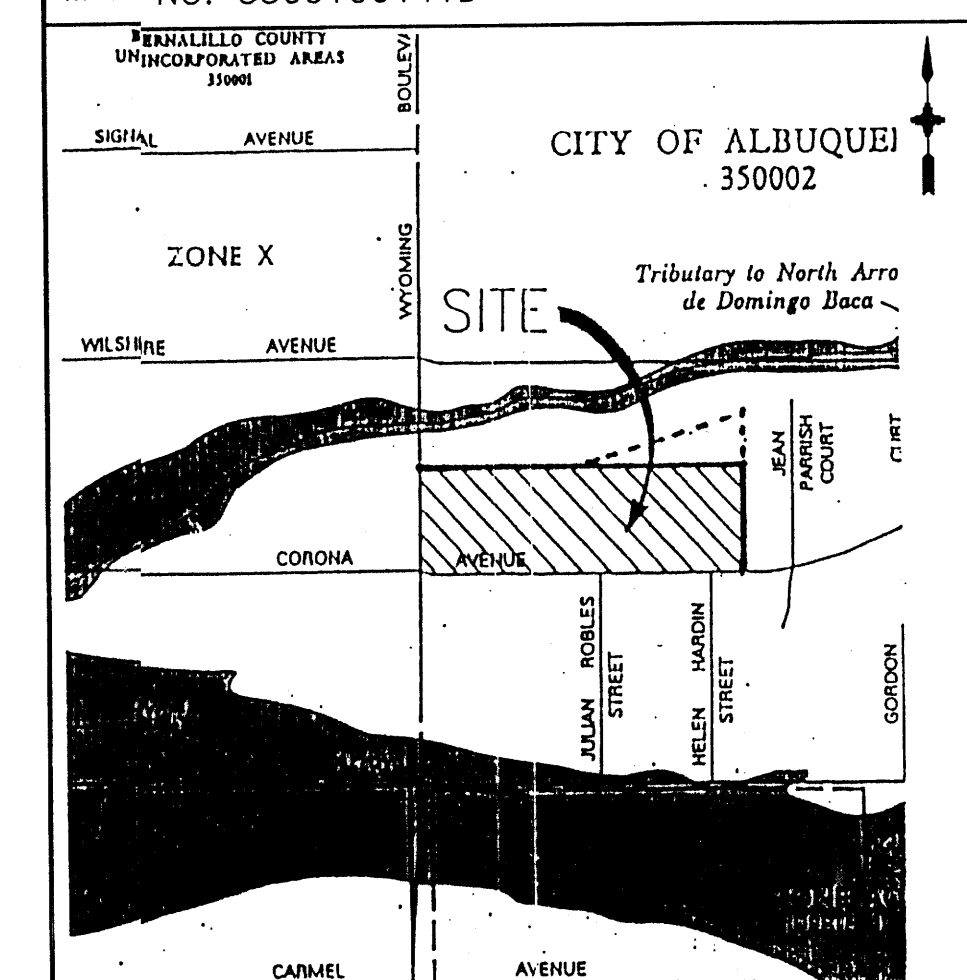 BERNALILLO COUNTY
UNINCORPORATED AREAS
350001
BOULEV
SIGNAL AVENUE
CITY OF ALBUQUE
350002
ZONE X
WYOMING
Tributary to North Arro
de Domingo Baca
SITE
WILSHIRE AVENUE
JEAN
PARRISH
COURT
CORONA AVENUE
JULIAN ROBLES
STREET
HELEN HARDIN
STREET
GORDON
CARMEL AVENUE